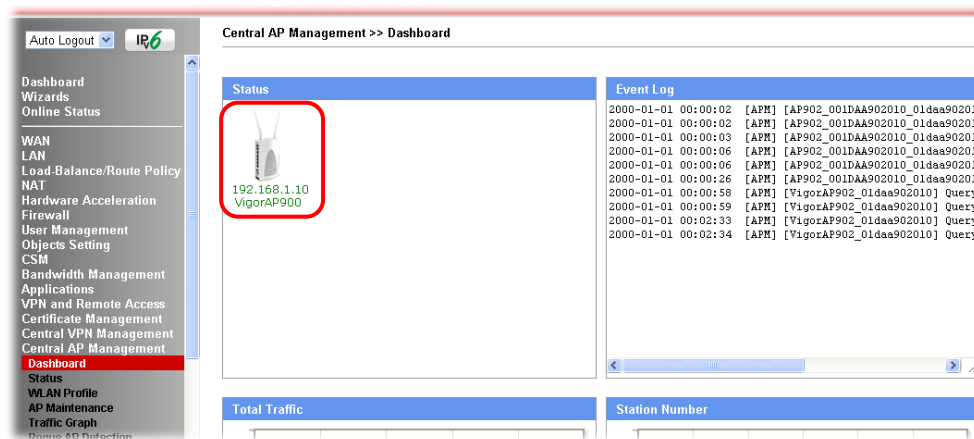 Auto Logout
IPv6
Central AP Management >> Dashboard
Dashboard
Wizards
Online Status
WAN
LAN
Load-Balance/Route Policy
NAT
Hardware Acceleration
Firewall
User Management
Objects Setting
CSM
Bandwidth Management
Applications
VPN and Remote Access
Certificate Management
Central VPN Management
Central AP Management
Dashboard
Status
WLAN Profile
AP Maintenance
Traffic Graph
Rogue AP Detection
Status
192.168.1.10
VigorAP900
Event Log
2000-01-01 00:00:02 [APM] [AP902_001DAA902010_01daa90201
2000-01-01 00:00:02 [APM] [AP902_001DAA902010_01daa90201
2000-01-01 00:00:03 [APM] [AP902_001DAA902010_01daa90201
2000-01-01 00:00:06 [APM] [AP902_001DAA902010_01daa90201
2000-01-01 00:00:06 [APM] [AP902_001DAA902010_01daa90201
2000-01-01 00:00:26 [APM] [AP902_001DAA902010_01daa90201
2000-01-01 00:00:58 [APM] [VigorAP902_01daa902010] Query
2000-01-01 00:00:59 [APM] [VigorAP902_01daa902010] Query
2000-01-01 00:02:33 [APM] [VigorAP902_01daa902010] Query
2000-01-01 00:02:34 [APM] [VigorAP902_01daa902010] Query
Total Traffic
Station Number